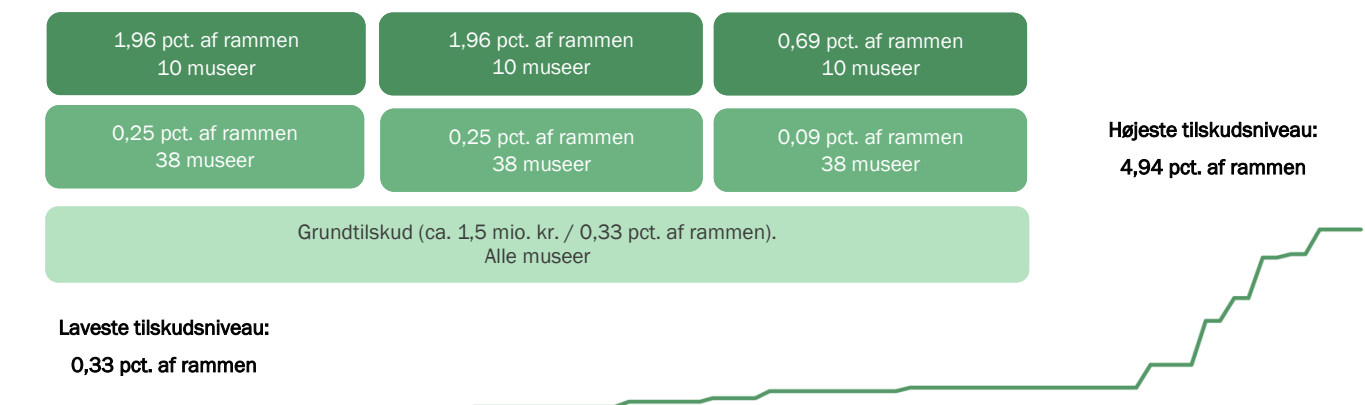 1,96 pct. af rammen
10 museer
1,96 pct. af rammen
10 museer
0,69 pct. af rammen
10 museer
0,25 pct. af rammen
38 museer
0,25 pct. af rammen
38 museer
0,09 pct. af rammen
38 museer
Højeste tilskudsniveau:
4,94 pct. af rammen
Grundtilskud (ca. 1,5 mio. kr. / 0,33 pct. af rammen).
Alle museer
Laveste tilskudsniveau:
0,33 pct. af rammen